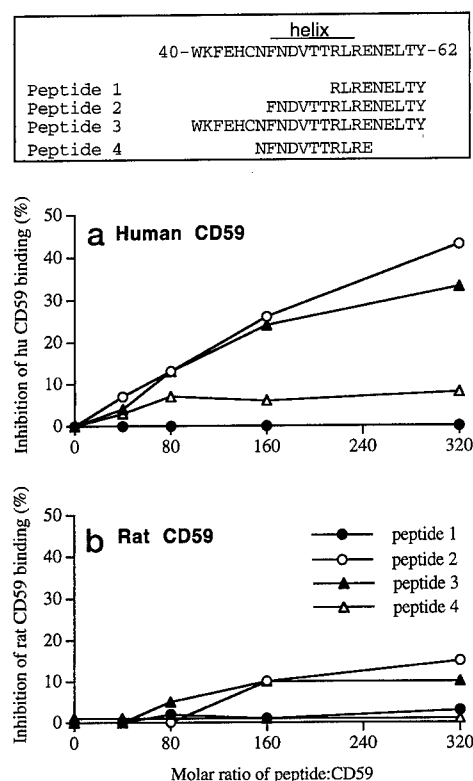 helix
40-WKFEHCNFNDVTTRLRENELTY-62
Peptide 1 RLRENELTY
Peptide 2 FNDVTTRLRENELTY
Peptide 3 WKFEHCNFNDVTTRLRENELTY
Peptide 4 NFNDVTTRLRE
a Human CD59
Inhibition of hu CD59 binding (%)
50
40
30
20
10
0
0 80 160 240 320
b Rat CD59
Inhibition of rat CD59 binding (%)
50
40
30
20
10
0
peptide 1
peptide 2
peptide 3
peptide 4
0 80 160 240 320
Molar ratio of peptide:CD59